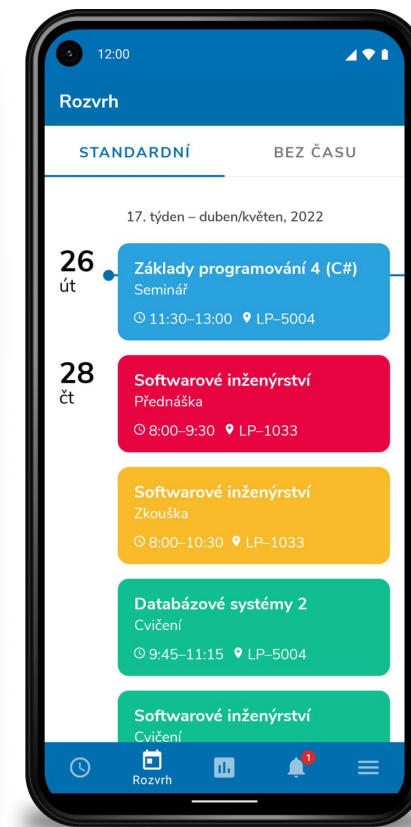 12:00
Rozvrh
STANDARDNÍ
BEZ ČASU
17. týden – duben/květen, 2022
26
út
Základy programování 4 (C#)
Seminář
11:30–13:00 LP–5004
28
čt
Softwarové inženýrství
Přednáška
8:00–9:30 LP–1033
Softwarové inženýrství
Zkouška
8:00–10:30 LP–1033
Databázové systémy 2
Cvičení
9:45–11:15 LP–5004
Softwarové inženýrství
Cvičení
Rozvrh
1